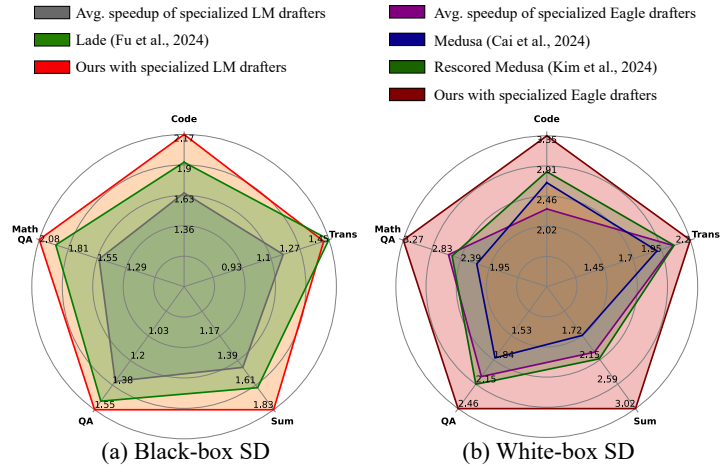 Avg. speedup of specialized LM drafters
Lade (Fu et al., 2024)
Ours with specialized LM drafters
Avg. speedup of specialized Eagle drafters
Medusa (Cai et al., 2024)
Rescored Medusa (Kim et al., 2024)
Ours with specialized Eagle drafters
Code
2.17
1.9
1.63
1.36
Math
QA
2.08
1.81
1.55
1.29
Trans
1.45
1.27
1.1
0.93
1.03
1.2
1.38
1.55
QA
1.17
1.39
1.61
1.83
Sum
(a) Black-box SD
Code
3.35
2.91
2.46
2.02
Math
QA
3.27
2.83
2.39
1.95
Trans
2.2
1.95
1.7
1.45
1.53
1.84
2.15
2.46
QA
1.72
2.15
2.59
3.02
Sum
(b) White-box SD